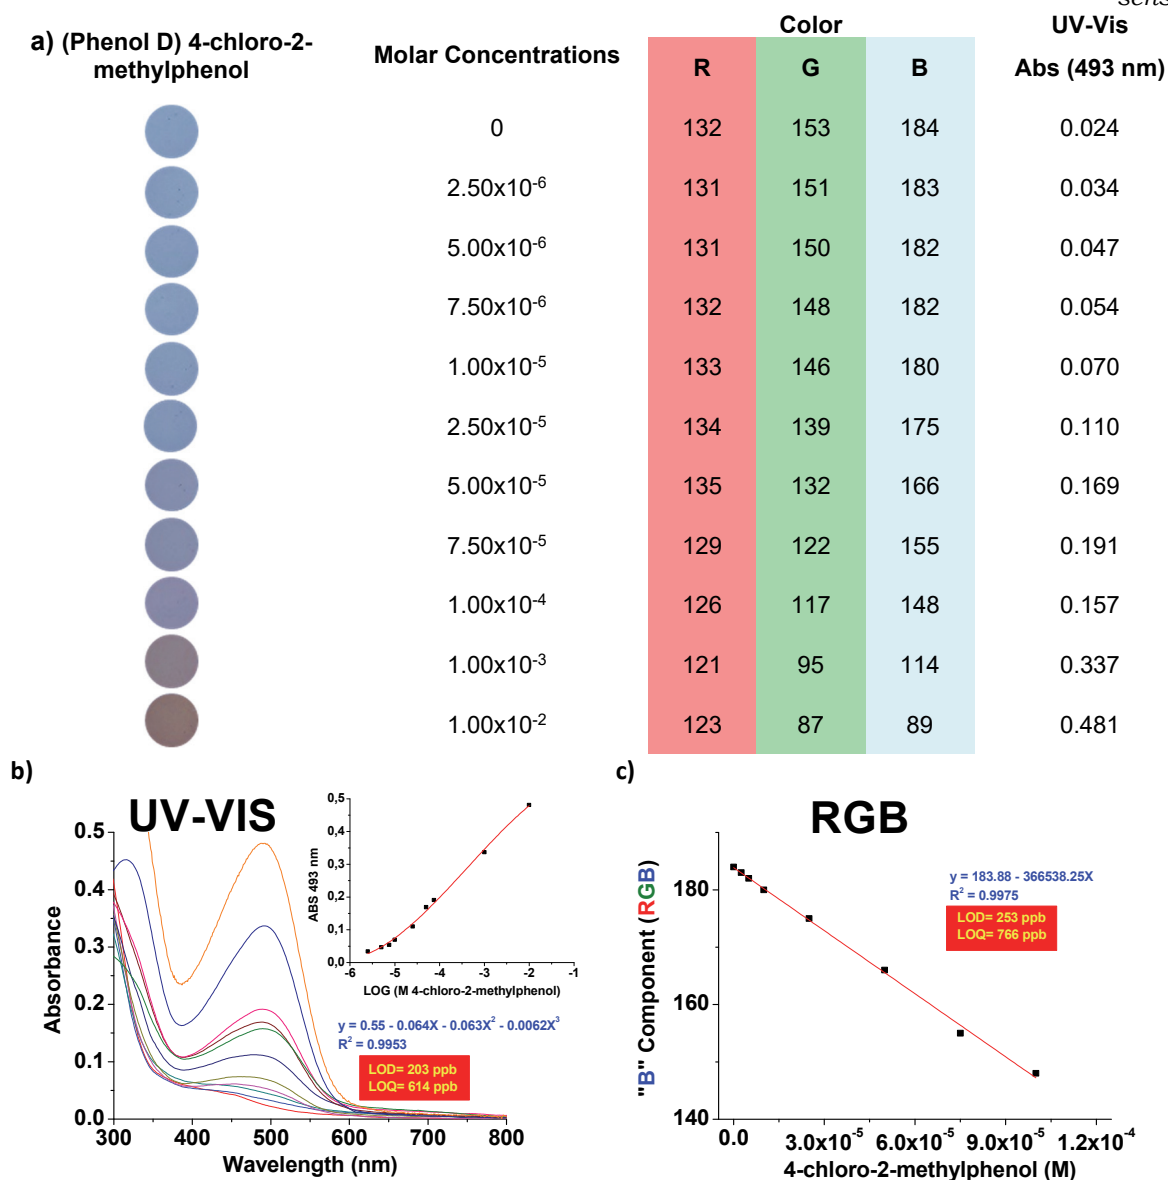 sens
a) (Phenol D) 4-chloro-2-
methylphenol
Molar Concentrations
Color
UV-Vis
R G B Abs (493 nm)
0 132 153 184 0.024
2.50x10⁻⁶ 131 151 183 0.034
5.00x10⁻⁶ 131 150 182 0.047
7.50x10⁻⁶ 132 148 182 0.054
1.00x10⁻⁵ 133 146 180 0.070
2.50x10⁻⁵ 134 139 175 0.110
5.00x10⁻⁵ 135 132 166 0.169
7.50x10⁻⁵ 129 122 155 0.191
1.00x10⁻⁴ 126 117 148 0.157
1.00x10⁻³ 121 95 114 0.337
1.00x10⁻² 123 87 89 0.481
b)
UV-VIS
0.5
0.4
0.3
0.2
0.1
0.0
Absorbance
300 400 500 600 700 800
Wavelength (nm)
0,5
0,4
0,3
0,2
0,1
0,0
ABS 493 nm
-6 -5 -4 -3 -2 -1
LOG (M 4-chloro-2-methylphenol)
y = 0.55 - 0.064X - 0.063X² - 0.0062X³
R² = 0.9953
LOD= 203 ppb
LOQ= 614 ppb
c)
RGB
180
160
140
"B" Component (RGB)
y = 183.88 - 366538.25X
R² = 0.9975
LOD= 253 ppb
LOQ= 766 ppb
0.0 3.0x10⁻⁵ 6.0x10⁻⁵ 9.0x10⁻⁵ 1.2x10⁻⁴
4-chloro-2-methylphenol (M)